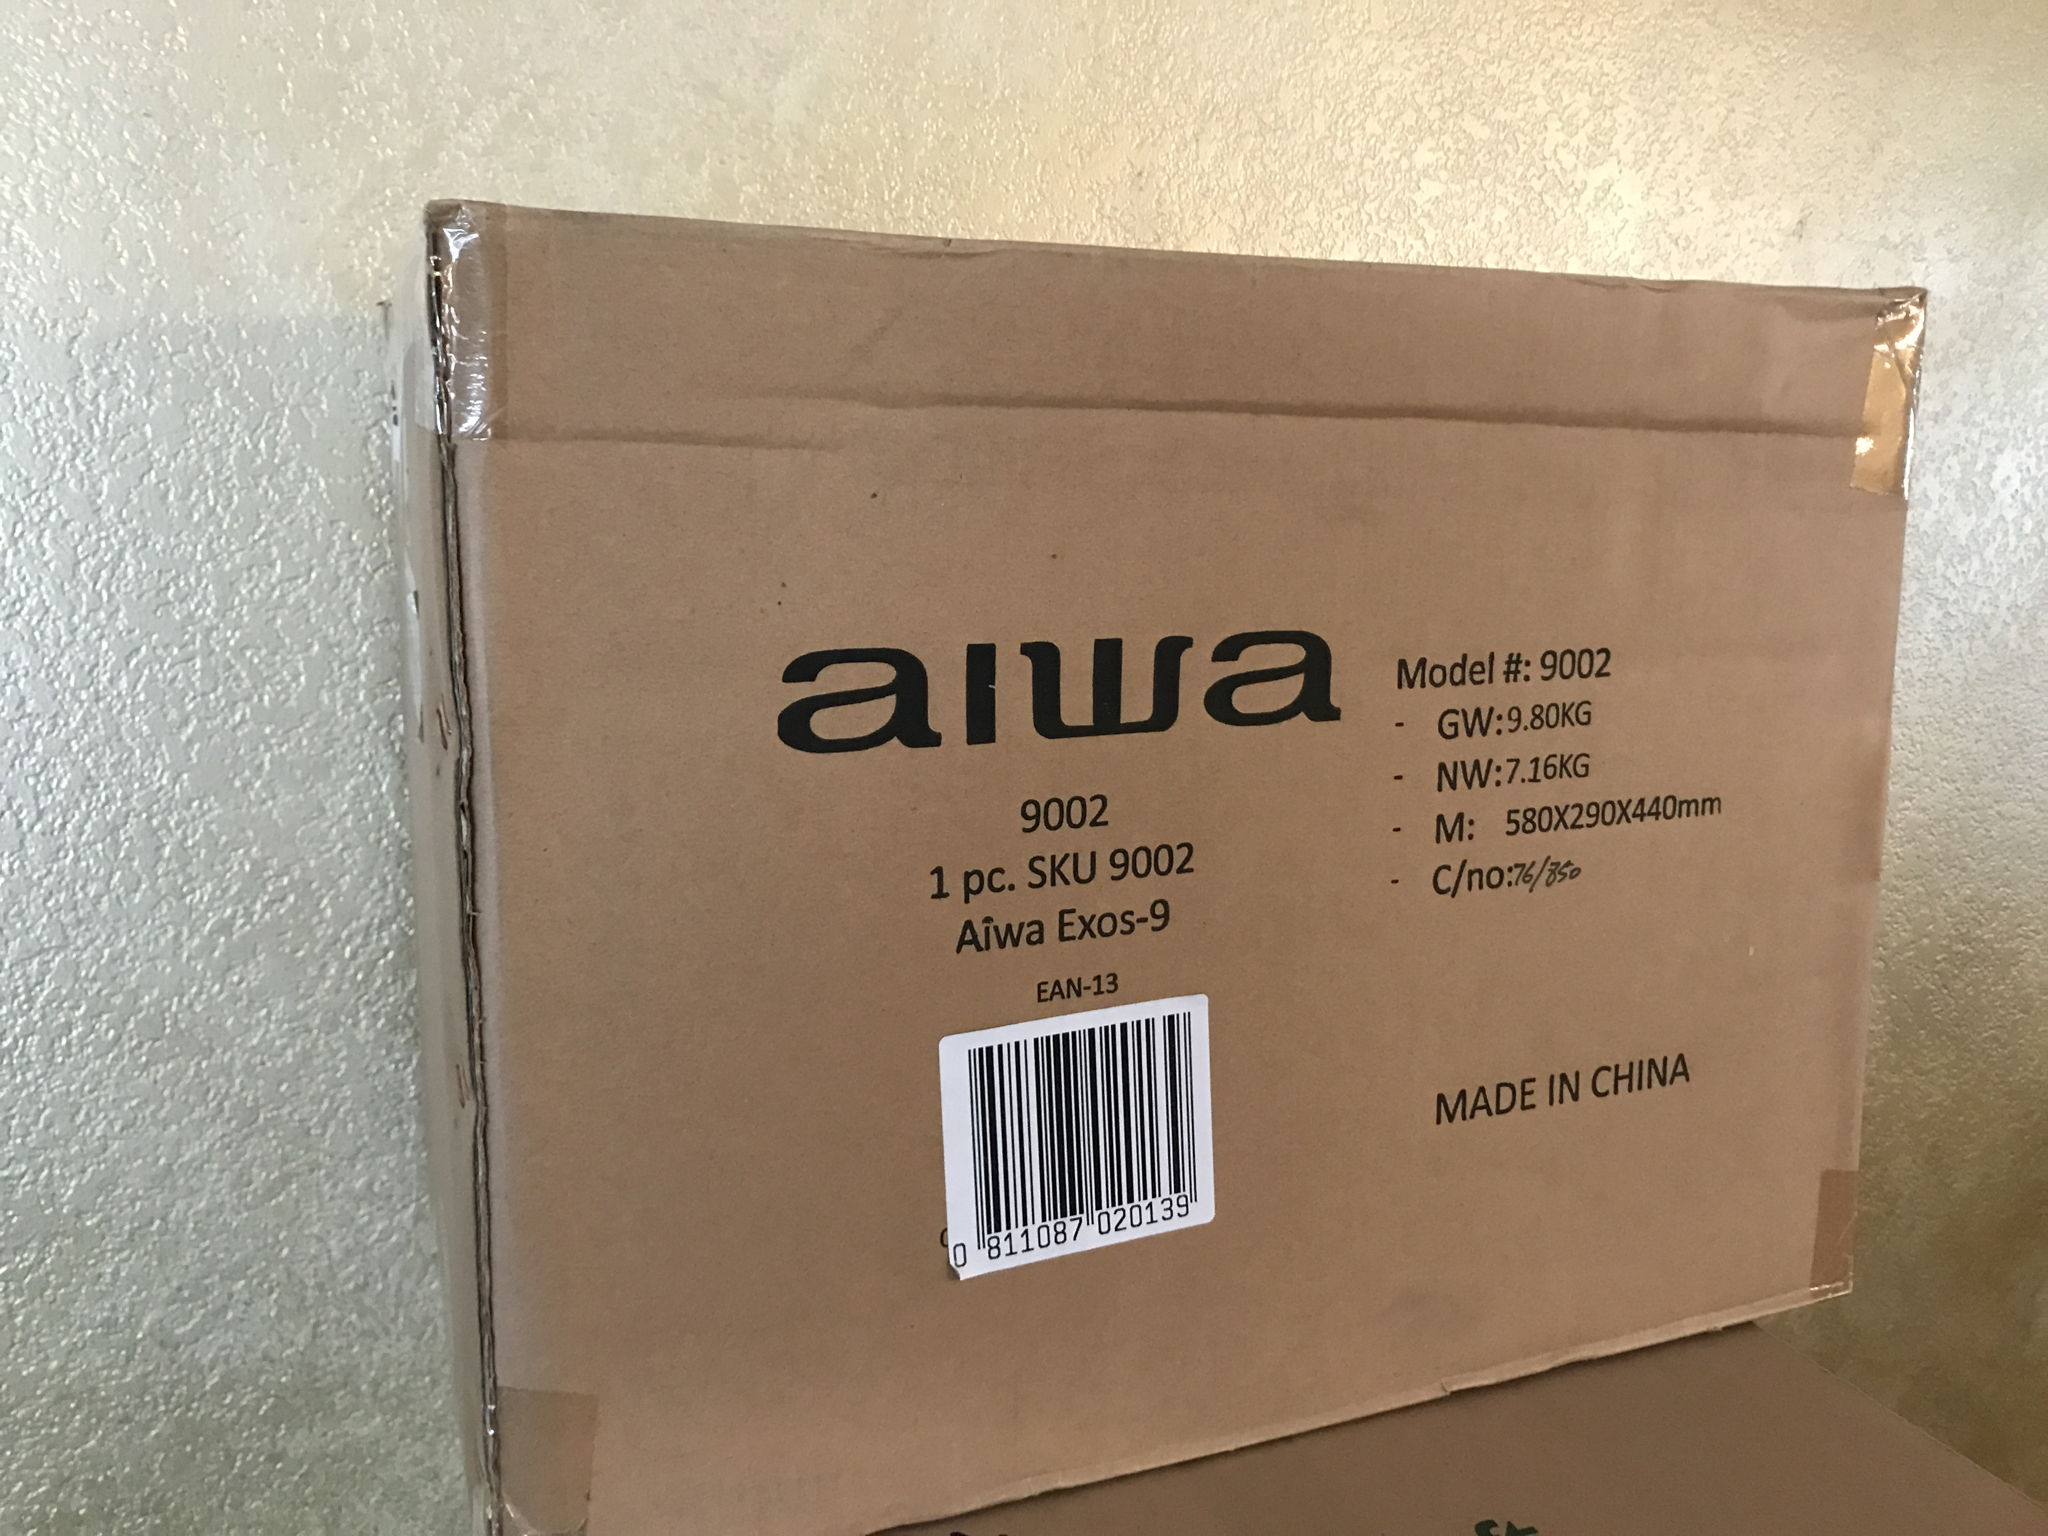 aiwa
9002
1 pc. SKU 9002
Aiwa Exos-9
EAN-13
0 811087 020139
Model #: 9002
- GW:9.80KG
- NW:7.16KG
- M: 580X290X440mm
- C/no:76/850
MADE IN CHINA